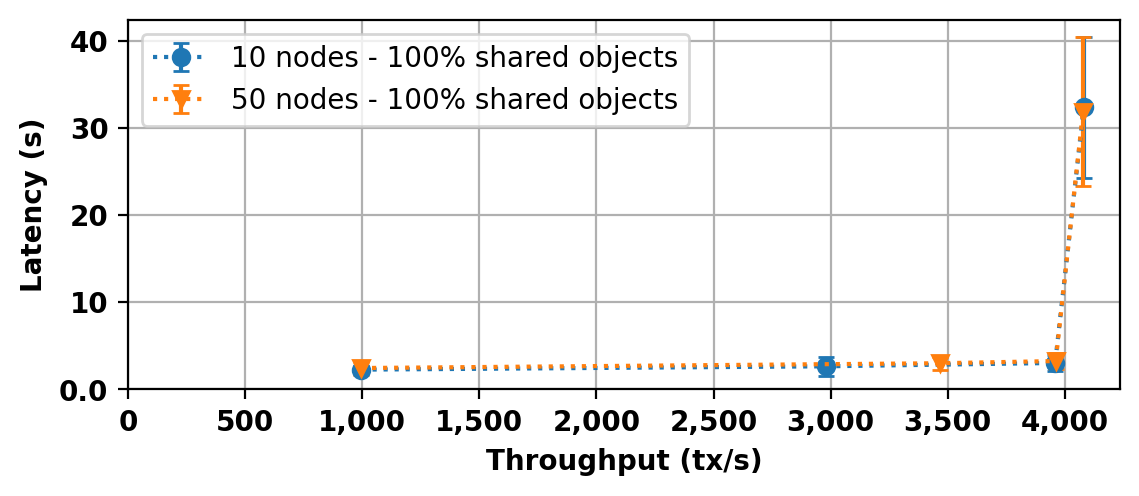 10 nodes - 100% shared objects
50 nodes - 100% shared objects
Latency (s)
40
30
20
10
0.0
0 500 1,000 1,500 2,000 2,500 3,000 3,500 4,000
Throughput (tx/s)